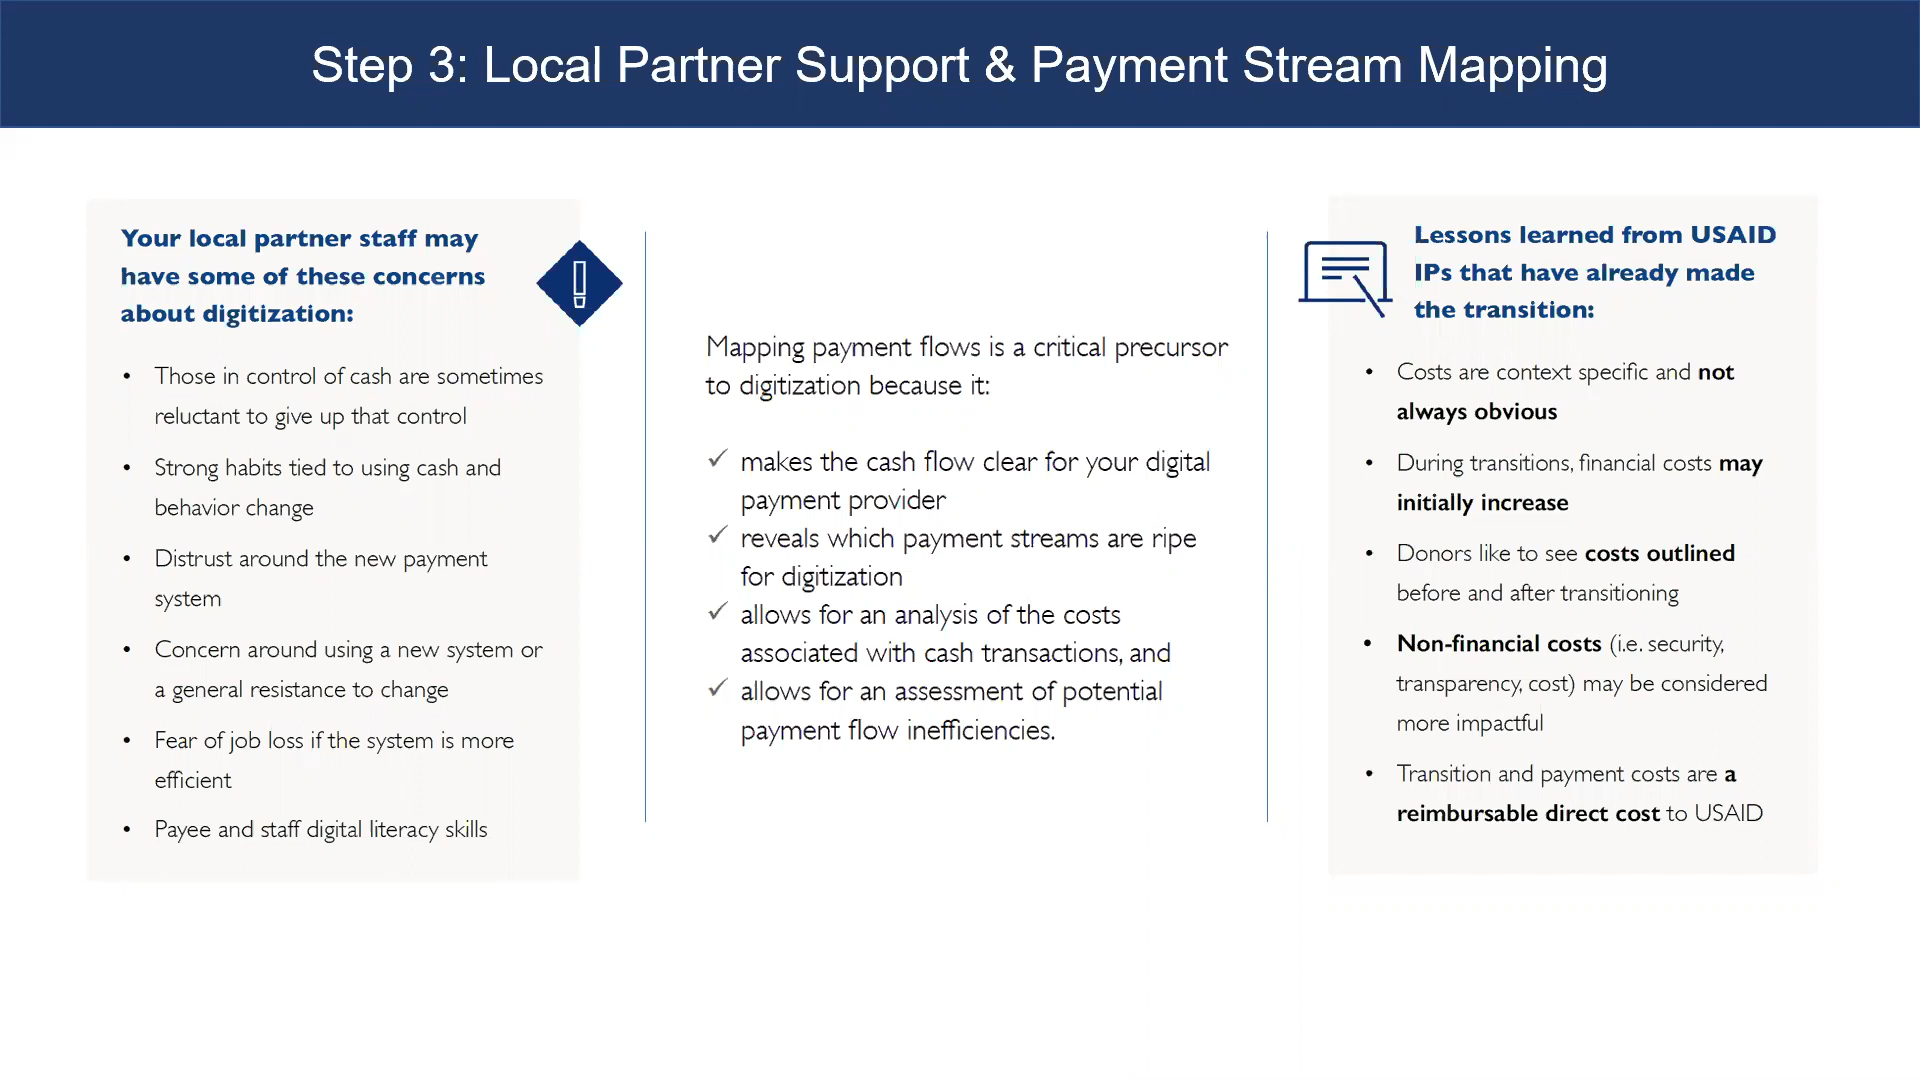 Step 3: Local Partner Support & Payment Stream Mapping
Your local partner staff may
have some of these concerns
about digitization:
• Those in control of cash are sometimes
reluctant to give up that control
• Strong habits tied to using cash and
behavior change
• Distrust around the new payment
system
• Concern around using a new system or
a general resistance to change
• Fear of job loss if the system is more
efficient
• Payee and staff digital literacy skills
Mapping payment flows is a critical precursor
to digitization because it:
✓ makes the cash flow clear for your digital
payment provider
✓ reveals which payment streams are ripe
for digitization
✓ allows for an analysis of the costs
associated with cash transactions, and
✓ allows for an assessment of potential
payment flow inefficiencies.
Lessons learned from USAID
IPs that have already made
the transition:
• Costs are context specific and not
always obvious
• During transitions, financial costs may
initially increase
• Donors like to see costs outlined
before and after transitioning
• Non-financial costs (i.e. security,
transparency, cost) may be considered
more impactful
• Transition and payment costs are a
reimbursable direct cost to USAID